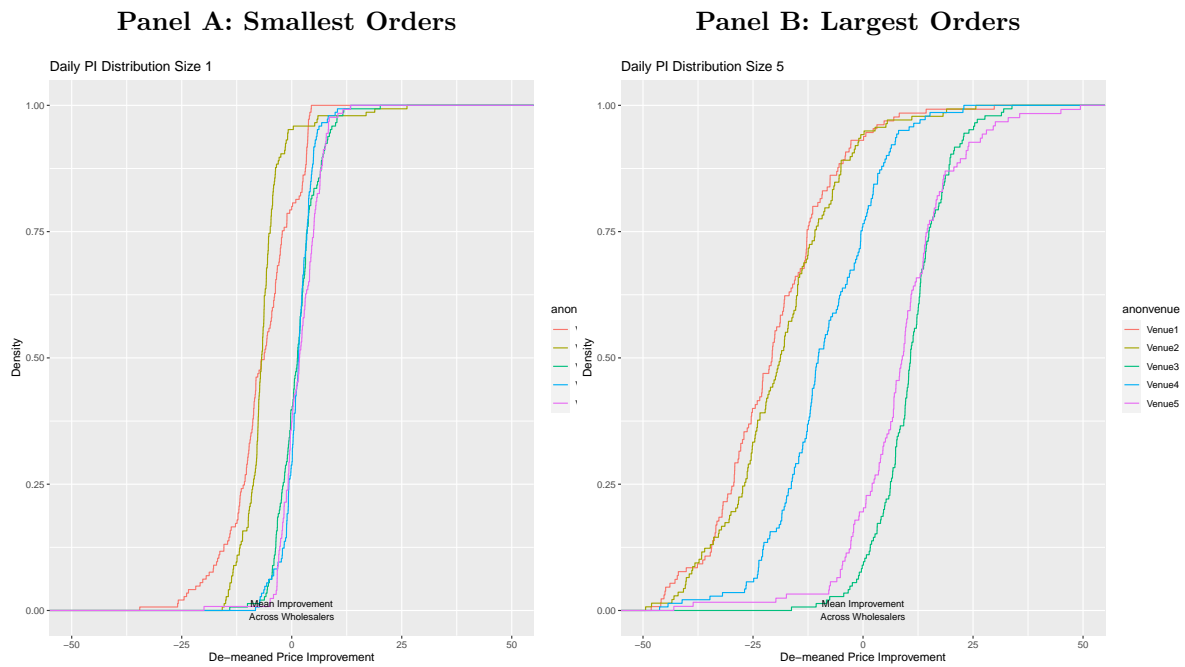 Panel A: Smallest Orders
Daily PI Distribution Size 1
Density
1.00
0.75
0.50
0.25
0.00
Mean Improvement
Across Wholesalers
−50
−25
0
25
50
De−meaned Price Improvement
anon
Panel B: Largest Orders
Daily PI Distribution Size 5
Density
1.00
0.75
0.50
0.25
0.00
Mean Improvement
Across Wholesalers
−50
−25
0
25
50
De−meaned Price Improvement
anonvenue
Venue1
Venue2
Venue3
Venue4
Venue5